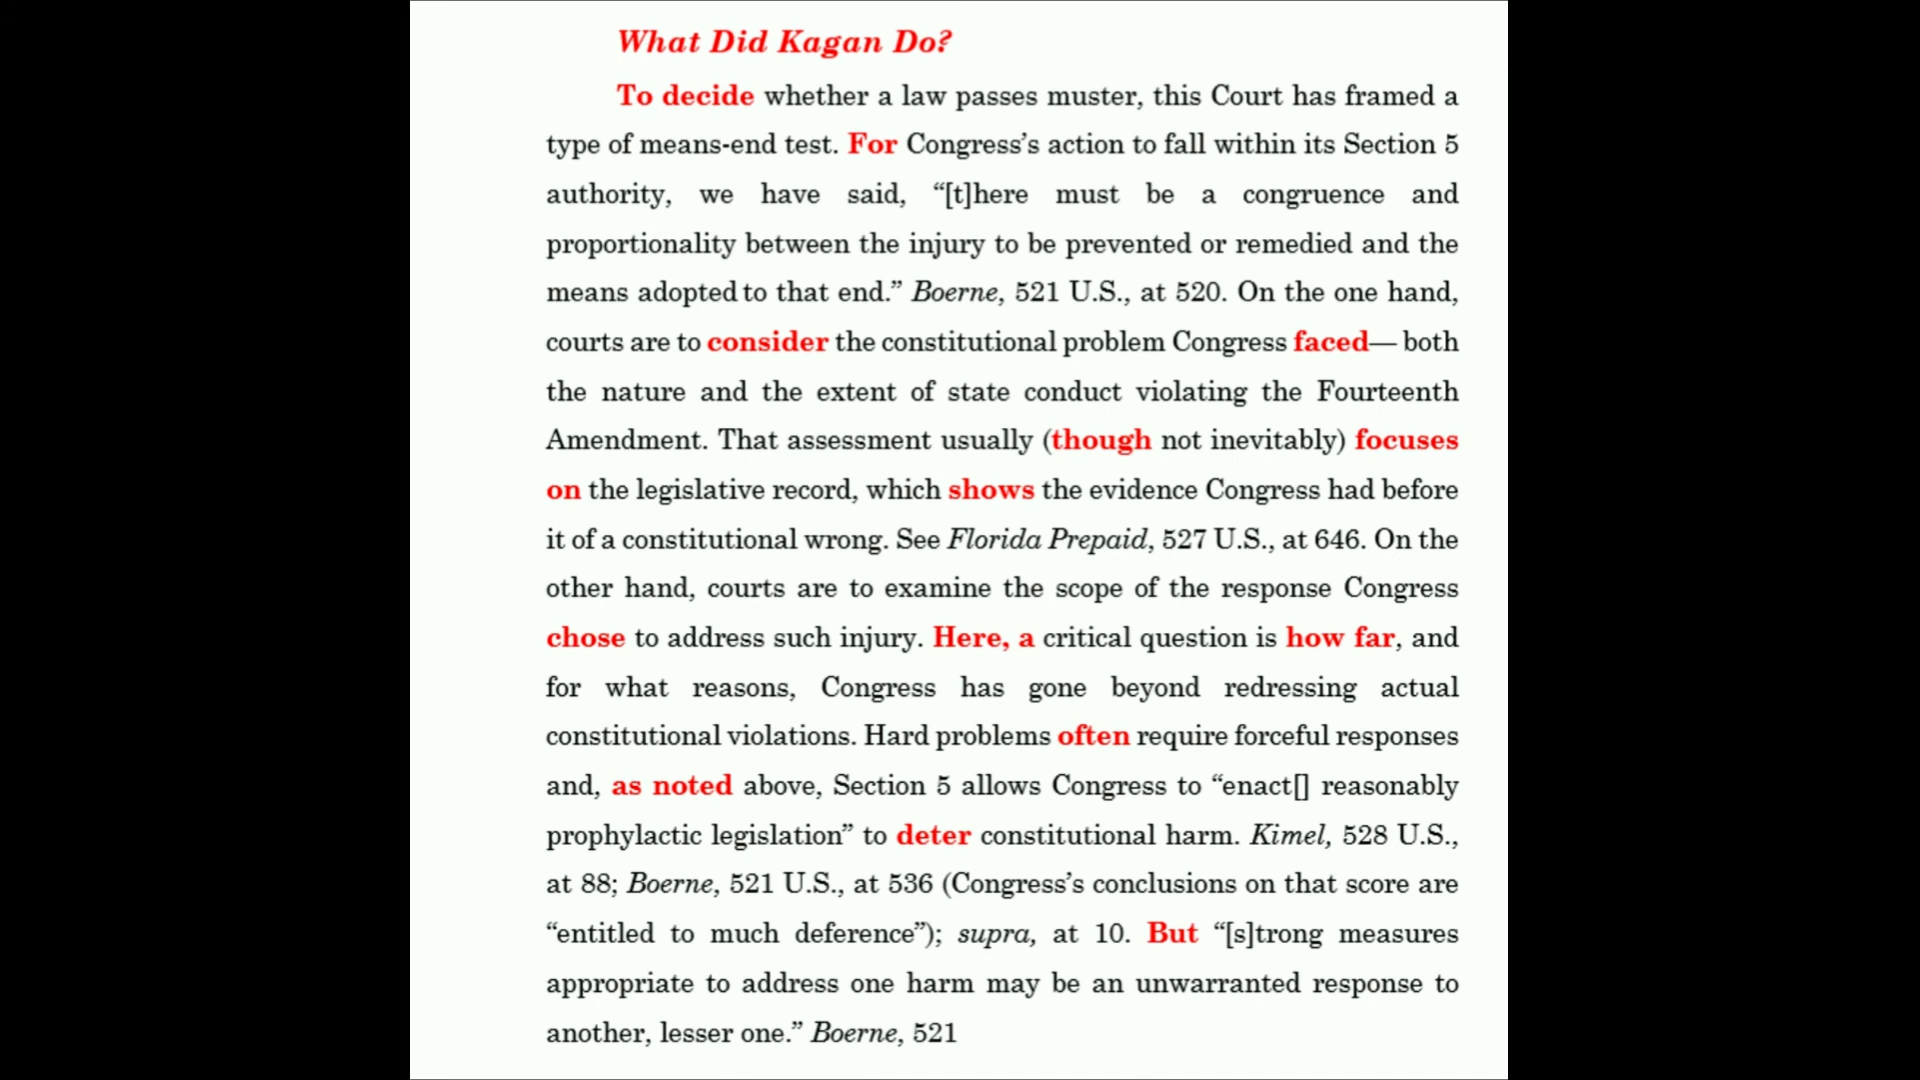 What Did Kagan Do?
To decide whether a law passes muster, this Court has framed a
type of means-end test. For Congress’s action to fall within its Section 5
authority, we have said, “[t]here must be a congruence and
proportionality between the injury to be prevented or remedied and the
means adopted to that end.” Boerne, 521 U.S., at 520. On the one hand,
courts are to consider the constitutional problem Congress faced— both
the nature and the extent of state conduct violating the Fourteenth
Amendment. That assessment usually (though not inevitably) focuses
on the legislative record, which shows the evidence Congress had before
it of a constitutional wrong. See Florida Prepaid, 527 U.S., at 646. On the
other hand, courts are to examine the scope of the response Congress
chose to address such injury. Here, a critical question is how far, and
for what reasons, Congress has gone beyond redressing actual
constitutional violations. Hard problems often require forceful responses
and, as noted above, Section 5 allows Congress to “enact[] reasonably
prophylactic legislation” to deter constitutional harm. Kimel, 528 U.S.,
at 88; Boerne, 521 U.S., at 536 (Congress’s conclusions on that score are
“entitled to much deference”); supra, at 10. But “[s]trong measures
appropriate to address one harm may be an unwarranted response to
another, lesser one.” Boerne, 521